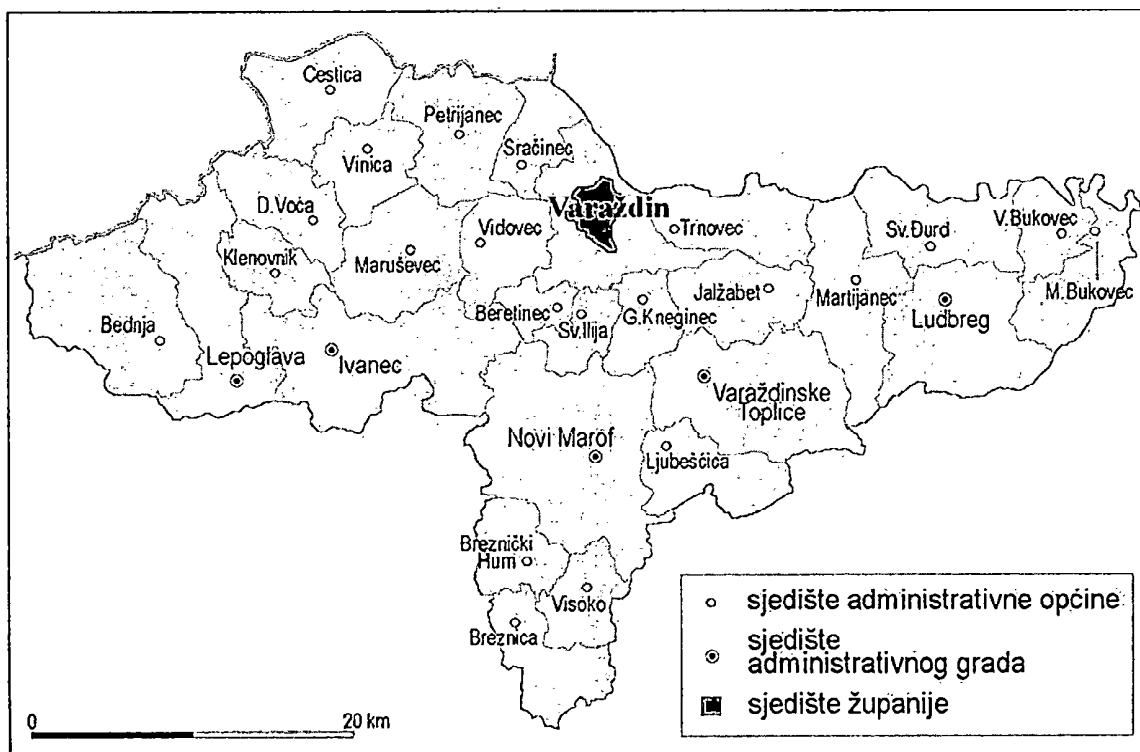 Cestica
Petrijanec
Vinica
Sračinec
D.Voća
Varaždin
Vidovec
Trnovec
V.Bukovec
Sv.Đurđ
Klenovnik
Maruševec
Jalžabet
Martijanec
M.Bukovec
Beretinec
Sv.Ilija
G.Kneginec
Ludbreg
Bednja
Lepoglava
Ivanec
Varaždinske
Toplice
Novi Marof
Ljubešćica
Breznički
Hum
Visoko
Breznica
sjedište administrativne općine
sjedište
administrativnog grada
sjedište županije
0 20 km